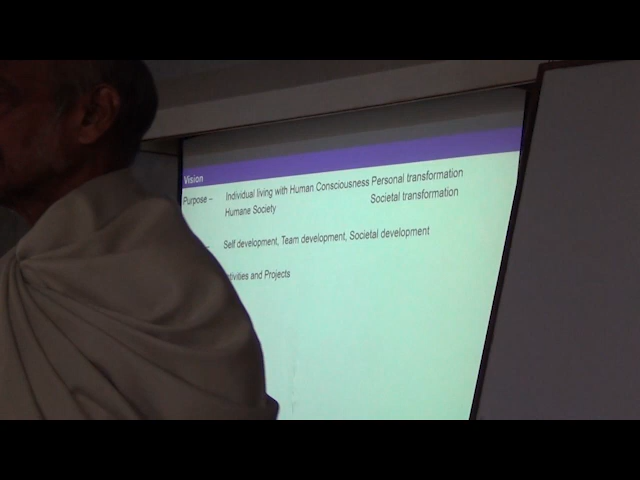 Vision
Purpose – Individual living with Human Consciousness Personal transformation
Humane Society Societal transformation
– Self development, Team development, Societal development
and Projects